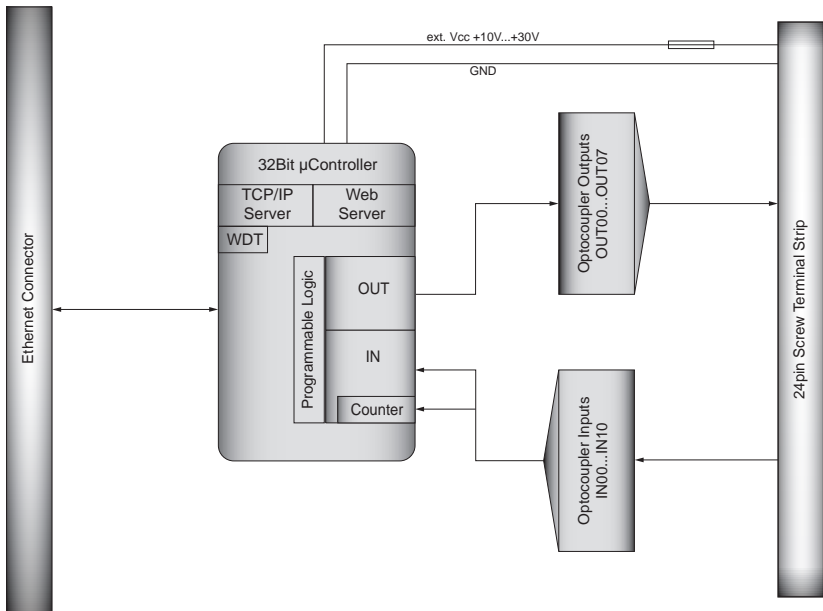 ext. Vcc +10V...+30V
GND
32Bit µController
TCP/IP
Server
Web
Server
WDT
Programmable Logic
OUT
IN
Counter
Optocoupler Outputs
OUT00...OUT07
Optocoupler Inputs
IN00...IN10
Ethernet Connector
24pin Screw Terminal Strip